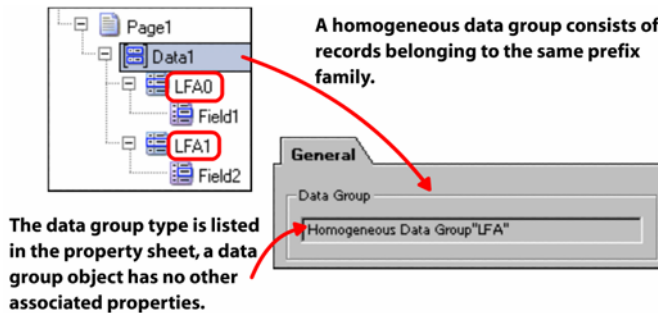 Page1
Data1
LFA0
Field1
LFA1
Field2
A homogeneous data group consists of
records belonging to the same prefix
family.
General
Data Group
Homogeneous Data Group"LFA"
The data group type is listed
in the property sheet, a data
group object has no other
associated properties.